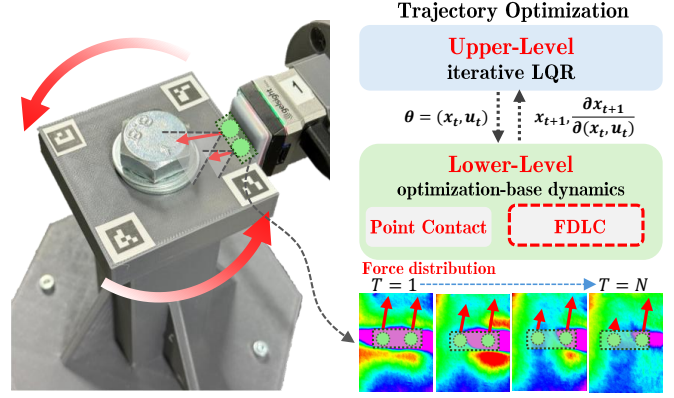 Trajectory Optimization
Upper-Level
iterative LQR
θ = (x_t, u_t)
x_{t+1}, ∂x_{t+1}/∂(x_t, u_t)
Lower-Level
optimization-base dynamics
Point Contact
FDLC
Force distribution
T = 1
T = N
gelsight
1